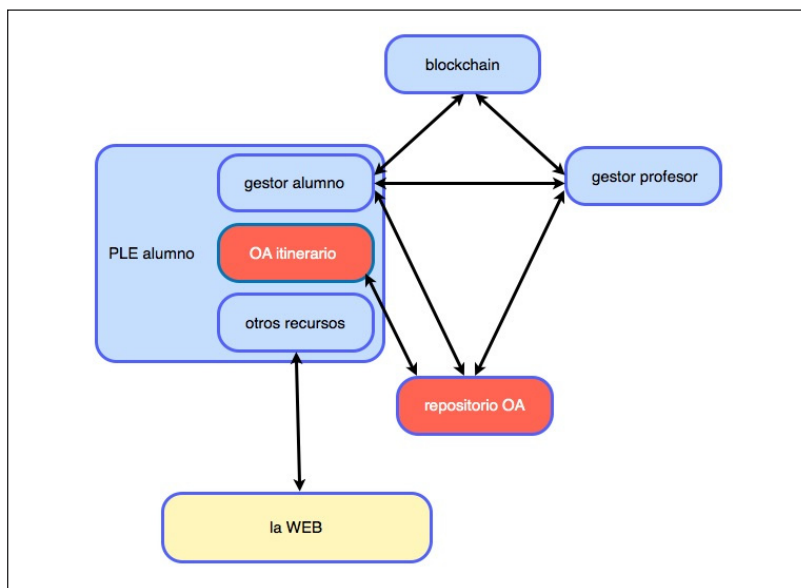 blockchain
gestor alumno
gestor profesor
PLE alumno
OA itinerario
otros recursos
repositorio OA
la WEB